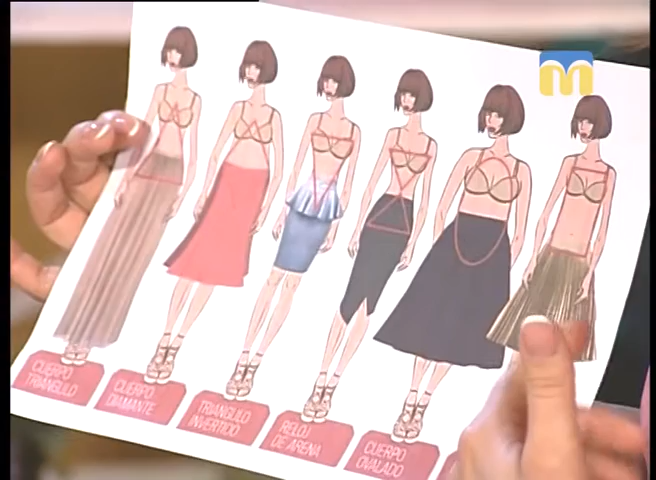 m
CUERPO
TRIÁNGULO
CUERPO
DIAMANTE
TRIÁNGULO
INVERTIDO
RELOJ
DE ARENA
CUERPO
OVALADO